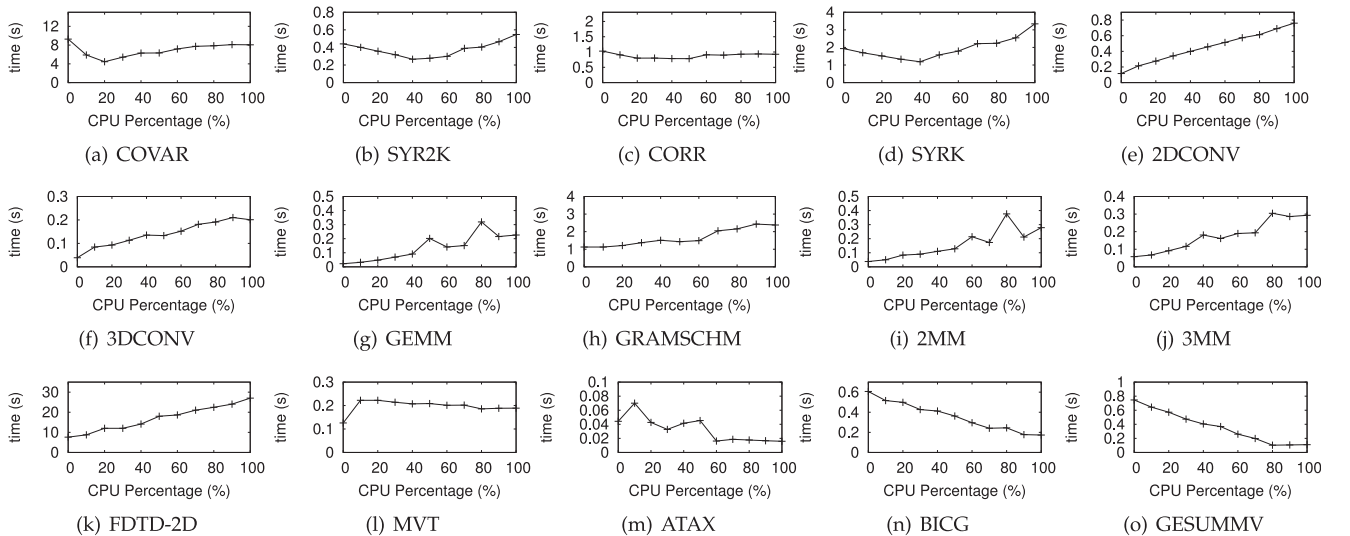 time (s)
12
8
4
0
0 20 40 60 80 100
CPU Percentage (%)
(a) COVAR
time (s)
0.8
0.6
0.4
0.2
0
0 20 40 60 80 100
CPU Percentage (%)
(b) SYR2K
time (s)
2
1.5
1
0.5
0
0 20 40 60 80 100
CPU Percentage (%)
(c) CORR
time (s)
4
3
2
1
0
0 20 40 60 80 100
CPU Percentage (%)
(d) SYRK
time (s)
0.8
0.6
0.4
0.2
0
0 20 40 60 80 100
CPU Percentage (%)
(e) 2DCONV
time (s)
0.3
0.2
0.1
0
0 20 40 60 80 100
CPU Percentage (%)
(f) 3DCONV
time (s)
0.5
0.4
0.3
0.2
0.1
0
0 20 40 60 80 100
CPU Percentage (%)
(g) GEMM
time (s)
4
3
2
1
0
0 20 40 60 80 100
CPU Percentage (%)
(h) GRAMSCHM
time (s)
0.5
0.4
0.3
0.2
0.1
0
0 20 40 60 80 100
CPU Percentage (%)
(i) 2MM
time (s)
0.4
0.3
0.2
0.1
0
0 20 40 60 80 100
CPU Percentage (%)
(j) 3MM
time (s)
30
20
10
0
0 20 40 60 80 100
CPU Percentage (%)
(k) FDTD-2D
time (s)
0.3
0.2
0.1
0
0 20 40 60 80 100
CPU Percentage (%)
(l) MVT
time (s)
0.1
0.08
0.06
0.04
0.02
0 20 40 60 80 100
CPU Percentage (%)
(m) ATAX
time (s)
0.6
0.4
0.2
0
0 20 40 60 80 100
CPU Percentage (%)
(n) BICG
time (s)
1
0.8
0.6
0.4
0.2
0
0 20 40 60 80 100
CPU Percentage (%)
(o) GESUMMV